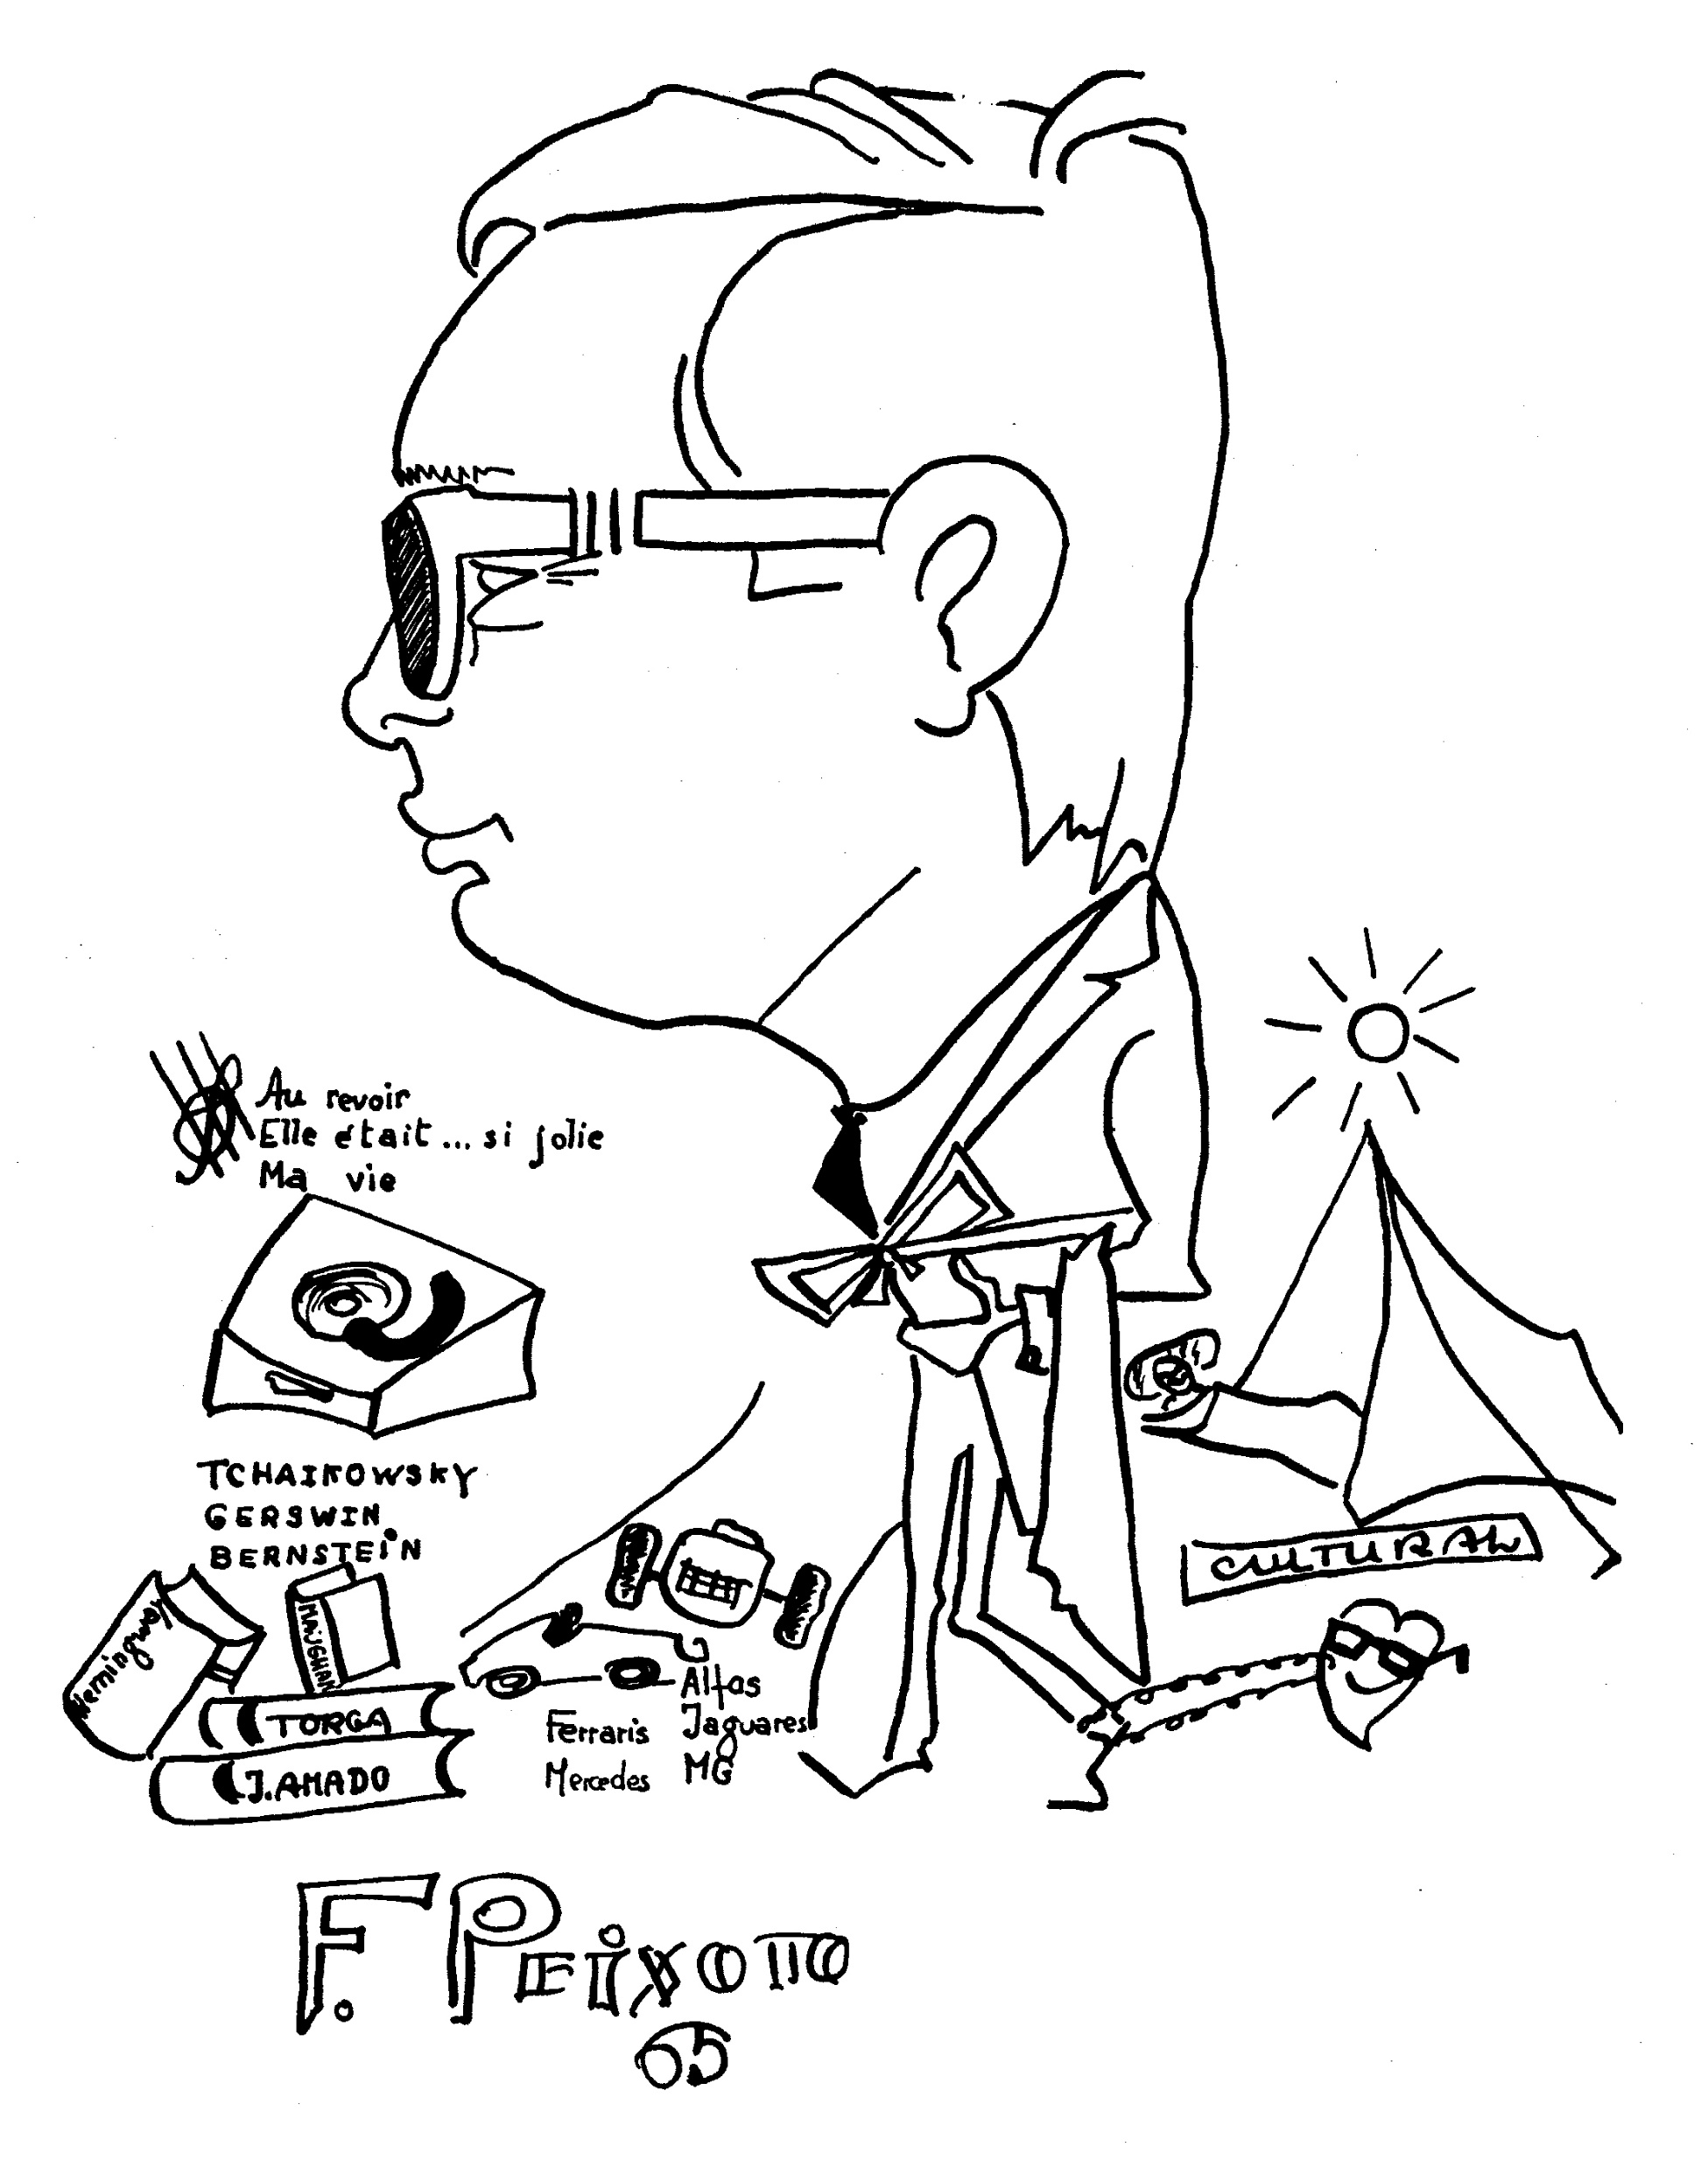 Au revoir
Elle était... si jolie
Ma vie
TCHAIKOWSKY
GERSWIN
BERNSTEIN
Hemingway
MAUGHAN
TORGA
J. AMADO
Alfas
Ferraris Jaguares
Mercedes MG
CULTURAL
F. PEIXOTO
65